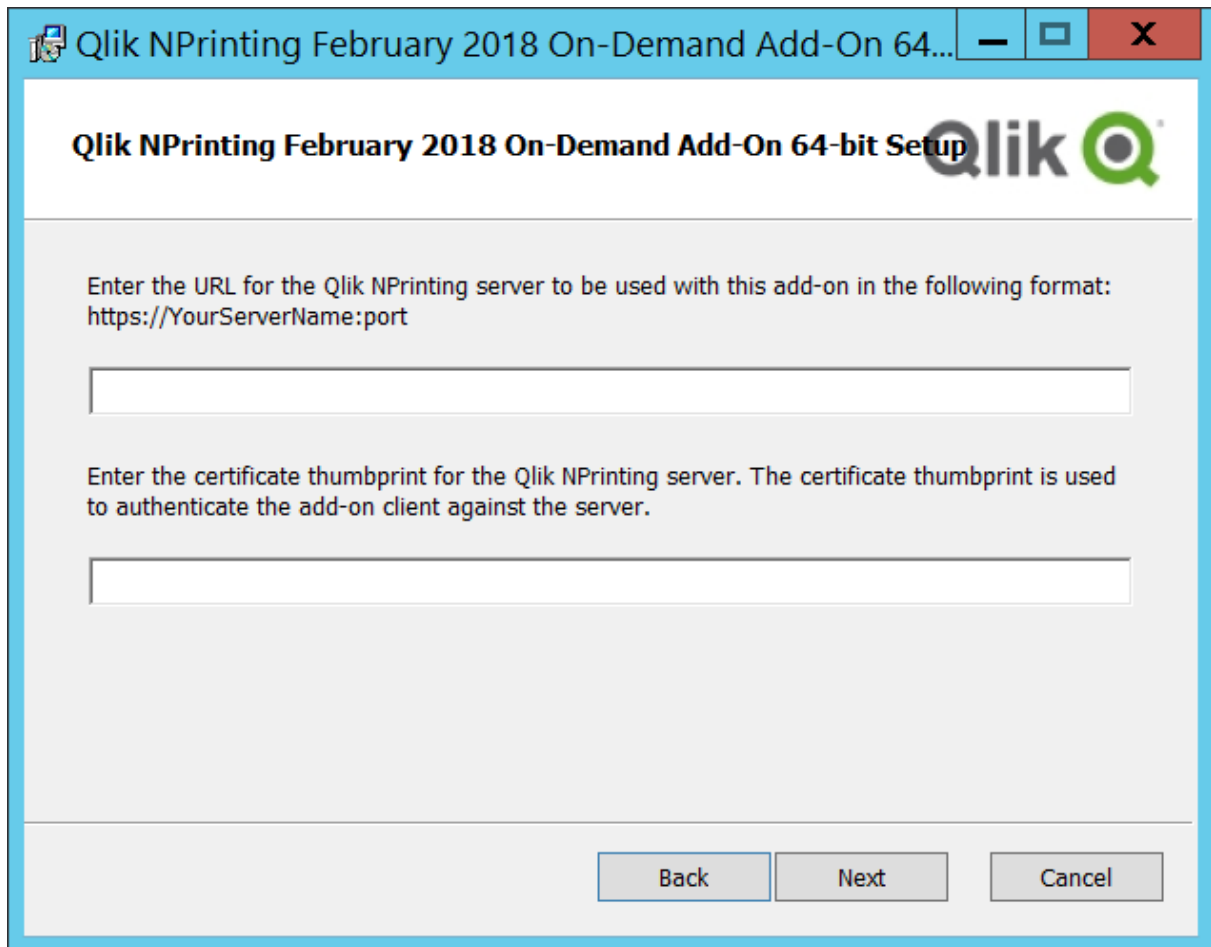 Qlik NPrinting February 2018 On-Demand Add-On 64...
Qlik NPrinting February 2018 On-Demand Add-On 64-bit Setup
Qlik
Enter the URL for the Qlik NPrinting server to be used with this add-on in the following format:
https://YourServerName:port
Enter the certificate thumbprint for the Qlik NPrinting server. The certificate thumbprint is used
to authenticate the add-on client against the server.
Back Next Cancel